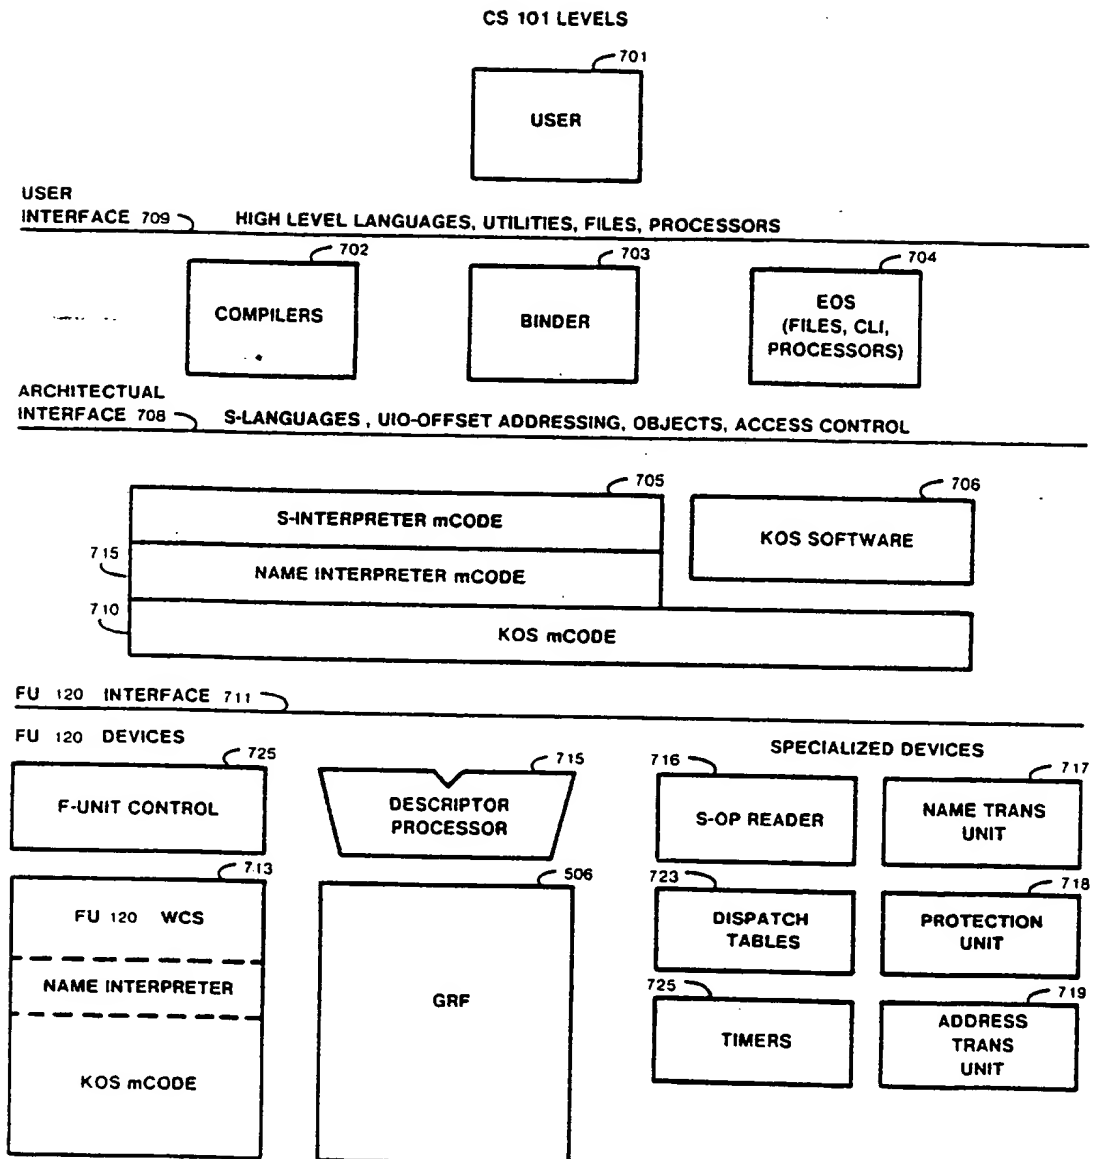 CS 101 LEVELS
701
USER
USER
INTERFACE 709
HIGH LEVEL LANGUAGES, UTILITIES, FILES, PROCESSORS
702
703
704
COMPILERS
BINDER
EOS
(FILES, CLI,
PROCESSORS)
ARCHITECTUAL
INTERFACE 708
S-LANGUAGES , UIO-OFFSET ADDRESSING, OBJECTS, ACCESS CONTROL
705
706
S-INTERPRETER mCODE
KOS SOFTWARE
715
NAME INTERPRETER mCODE
710
KOS mCODE
FU 120 INTERFACE 711
FU 120 DEVICES
SPECIALIZED DEVICES
725
715
716
717
F-UNIT CONTROL
DESCRIPTOR
PROCESSOR
S-OP READER
NAME TRANS
UNIT
713
506
723
718
FU 120 WCS
DISPATCH
TABLES
PROTECTION
UNIT
NAME INTERPRETER
GRF
725
719
KOS mCODE
TIMERS
ADDRESS
TRANS
UNIT